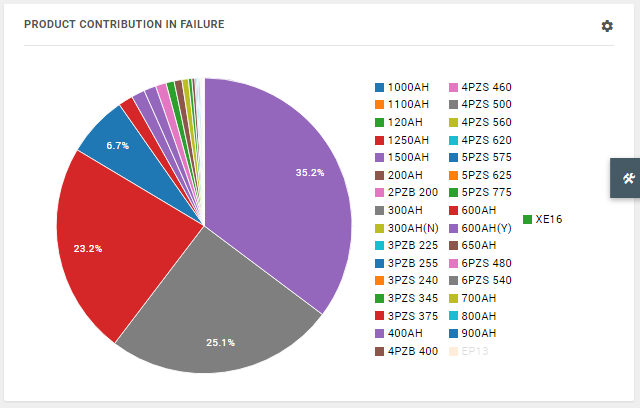 PRODUCT CONTRIBUTION IN FAILURE
35.2%
25.1%
23.2%
6.7%
1000AH
1100AH
120AH
1250AH
1500AH
200AH
2PZB 200
300AH
300AH(N)
3PZB 225
3PZB 255
3PZS 240
3PZS 345
3PZS 375
400AH
4PZB 400
4PZS 460
4PZS 500
4PZS 560
4PZS 620
5PZS 575
5PZS 625
5PZS 775
600AH
600AH(Y)
650AH
6PZS 480
6PZS 540
700AH
800AH
900AH
EP13
XE16